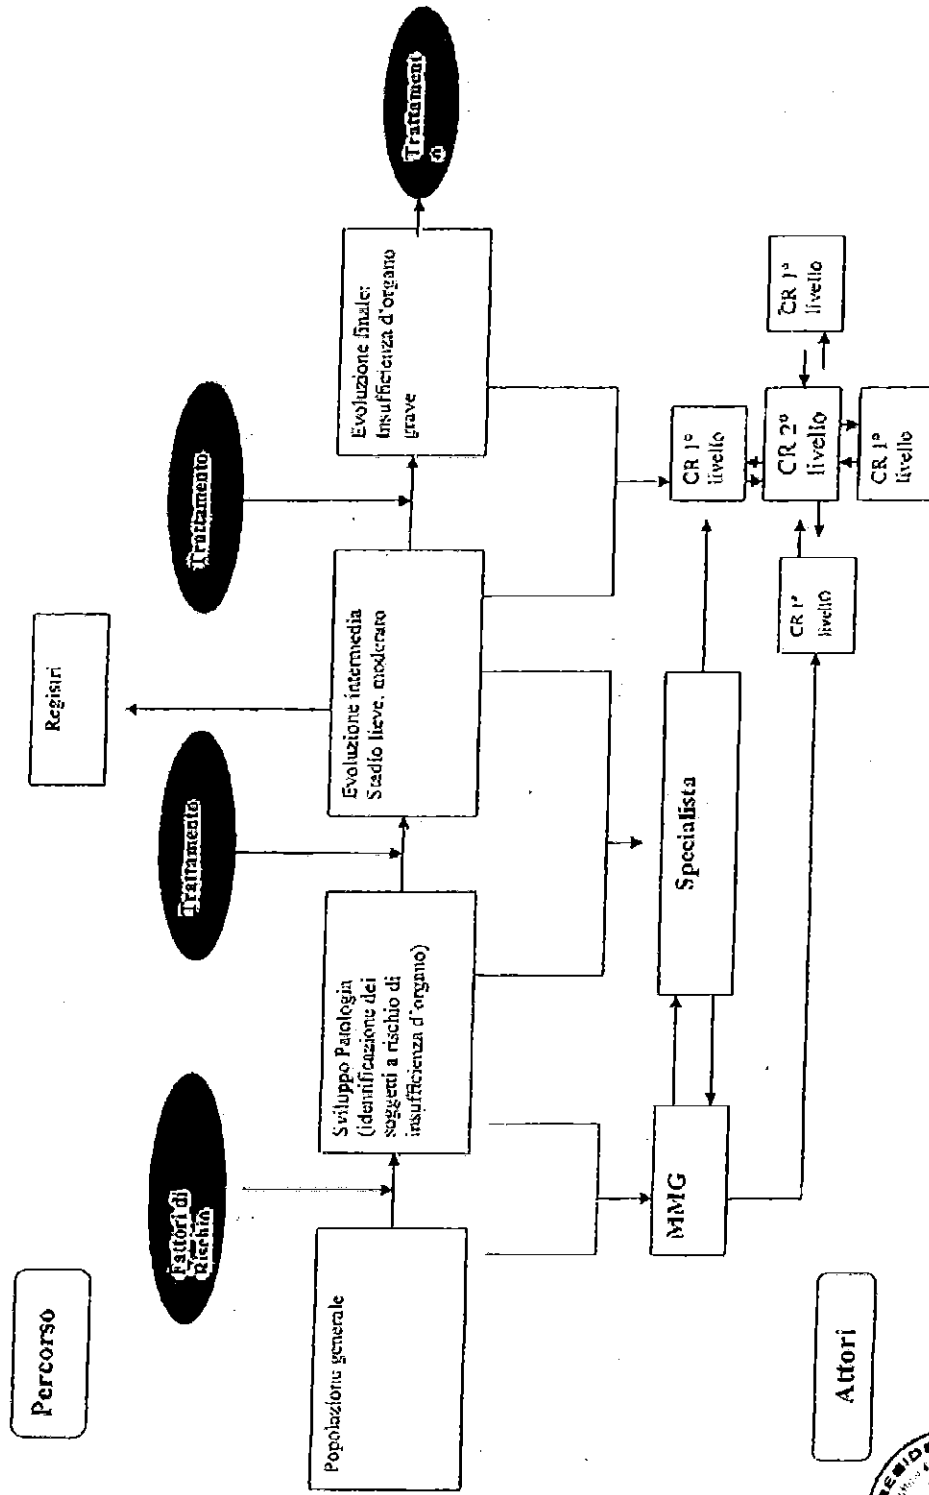 Percorso
Fattori di
Rischio
Trattamento
Registri
Trattamento
Popolazione generale
Sviluppo Patologia
(identificazione dei
soggetti a rischio di
insufficienza d'organo)
Evoluzione intermedia
Stadio lieve, moderato
Evoluzione finale:
Insufficienza d'organo
grave
Trattament
o
MMG
Specialista
CR 1°
livello
CR 1°
livello
CR 2°
livello
CR 1°
livello
CR 1°
livello
Attori